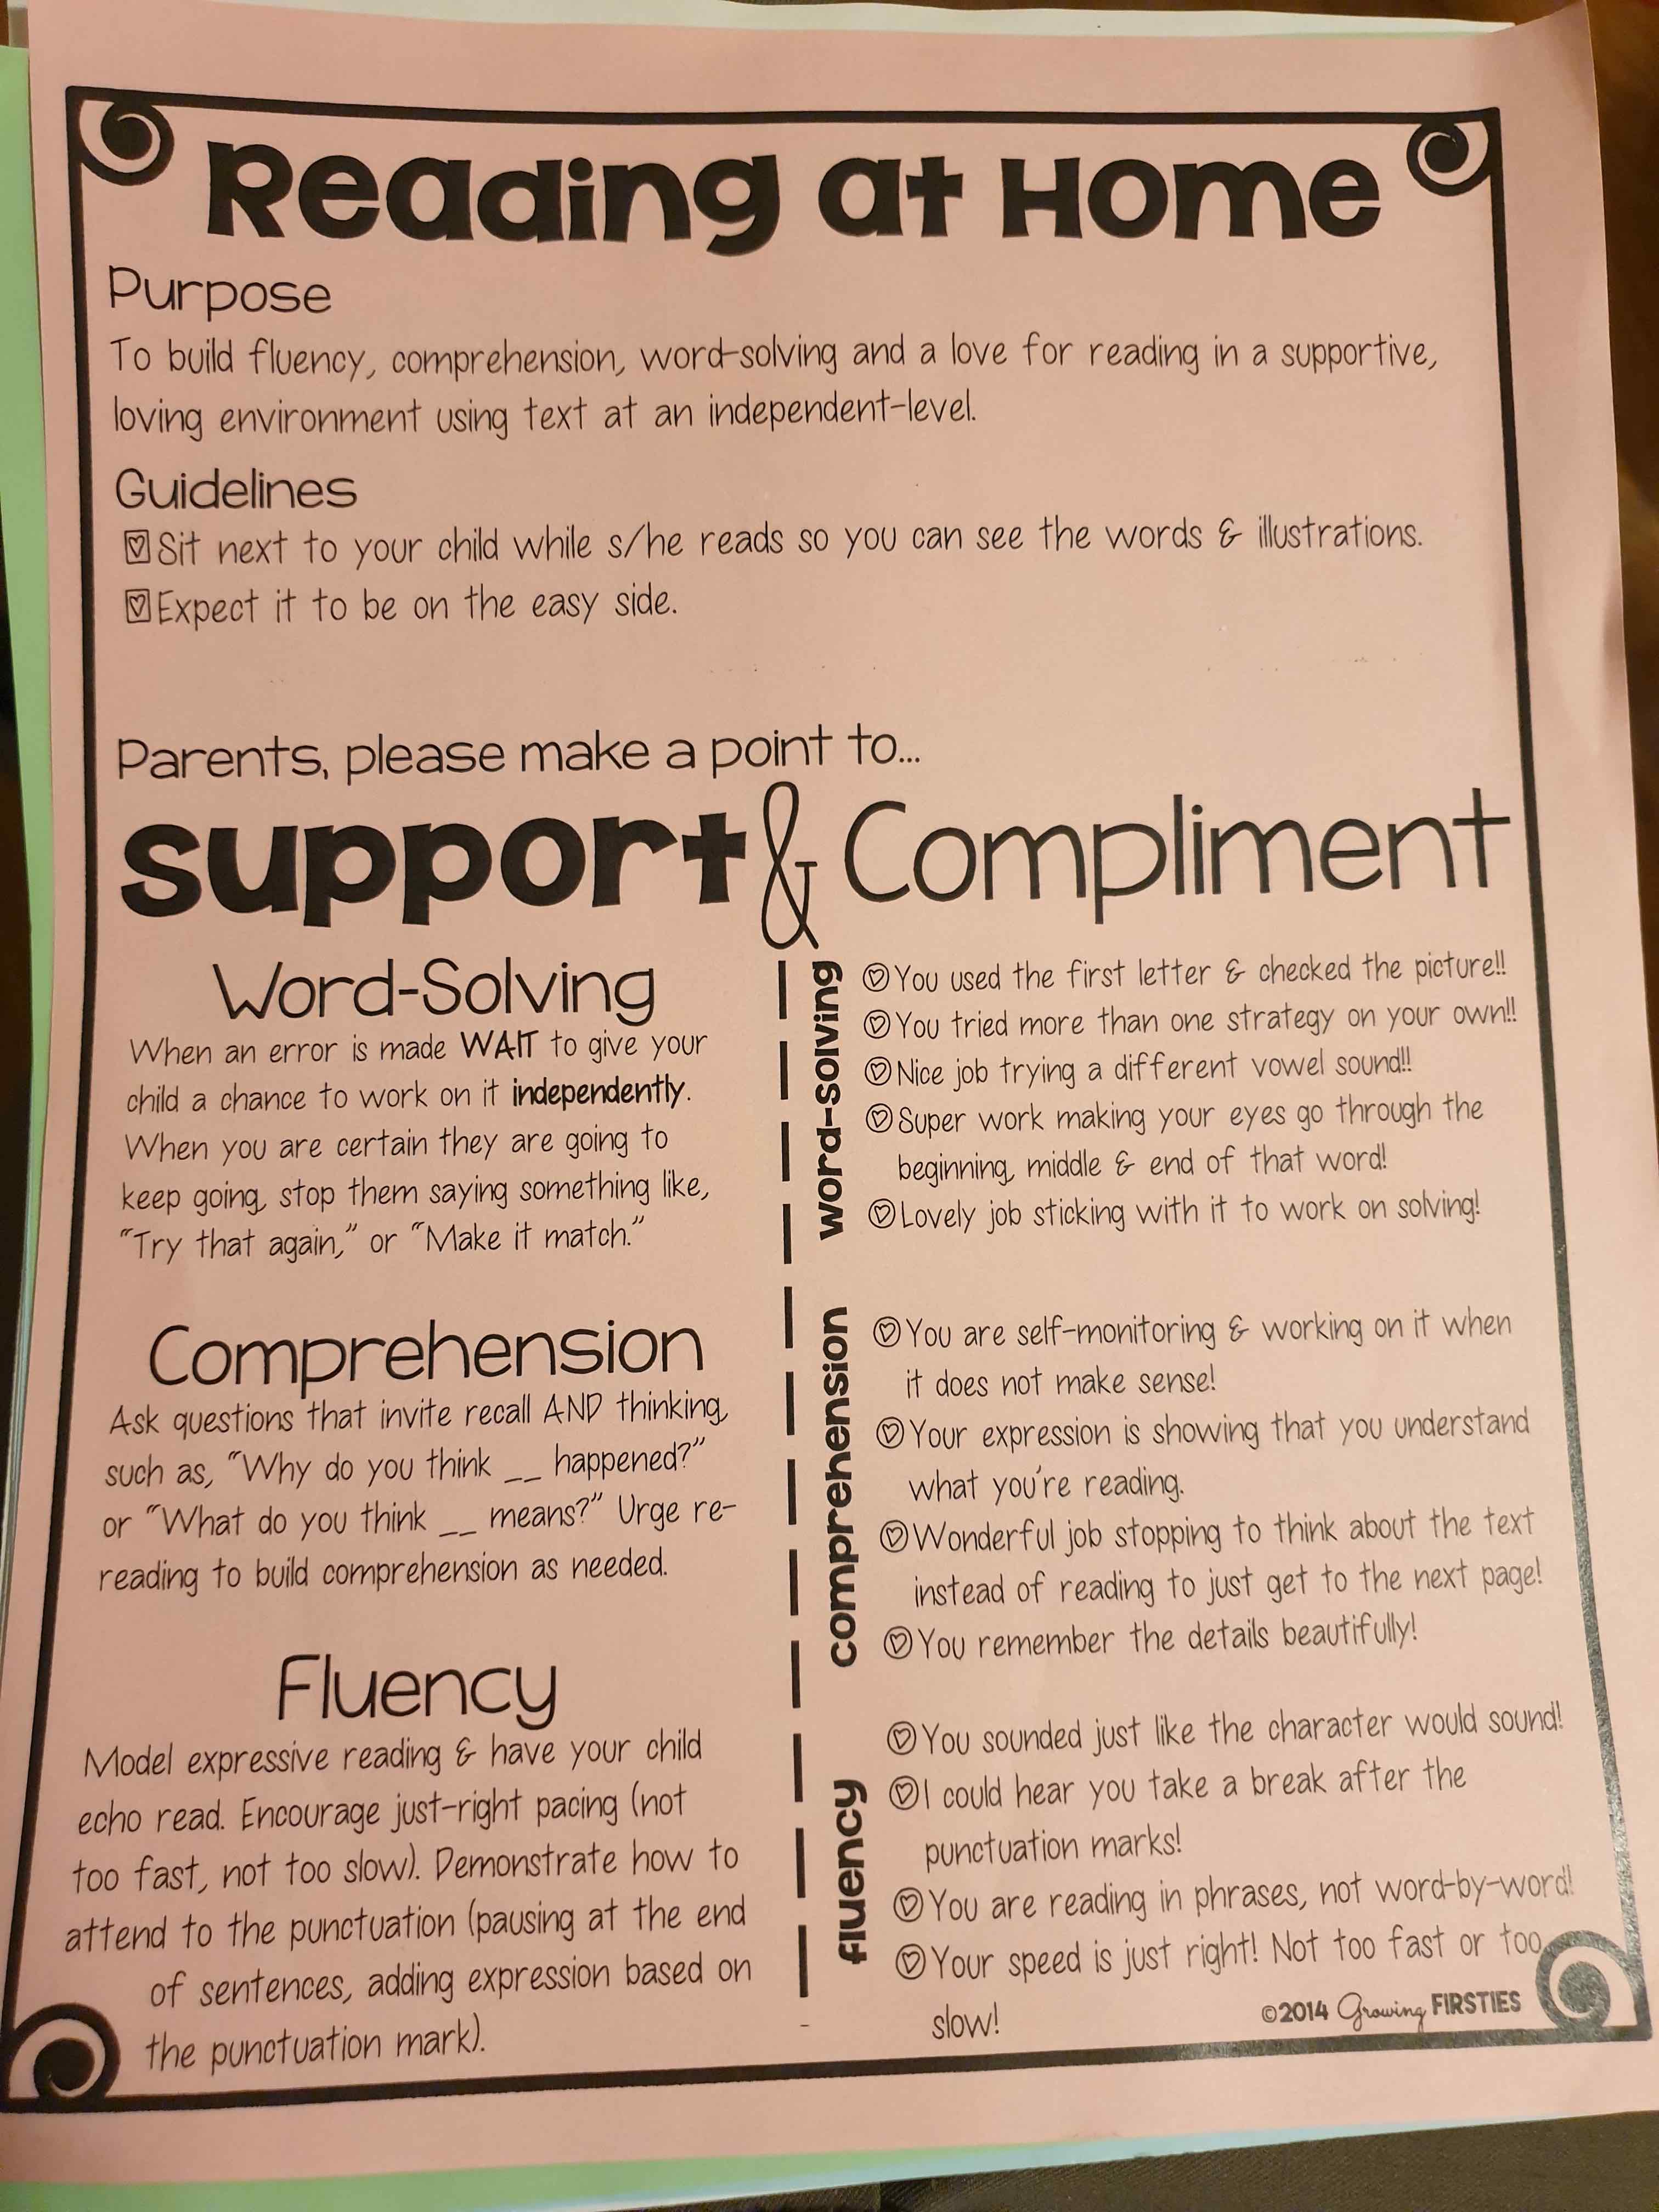 Reading at Home
Purpose
To build fluency, comprehension, word-solving and a love for reading in a supportive,
loving environment using text at an independent-level.
Guidelines
Sit next to your child while s/he reads so you can see the words & illustrations.
Expect it to be on the easy side.
Parents, please make a point to...
support & Compliment
Word-Solving
When an error is made WAIT to give your
child a chance to work on it independently.
When you are certain they are going to
keep going, stop them saying something like,
"Try that again," or "Make it match."
Comprehension
Ask questions that invite recall AND thinking,
such as, "Why do you think __ happened?"
or "What do you think __ means?" Urge re-
reading to build comprehension as needed.
Fluency
Model expressive reading & have your child
echo read. Encourage just-right pacing (not
too fast, not too slow). Demonstrate how to
attend to the punctuation (pausing at the end
of sentences, adding expression based on
the punctuation mark).
word-solving
You used the first letter & checked the picture!!
You tried more than one strategy on your own!!
Nice job trying a different vowel sound!!
Super work making your eyes go through the
beginning, middle & end of that word!
Lovely job sticking with it to work on solving!
comprehension
You are self-monitoring & working on it when
it does not make sense!
Your expression is showing that you understand
what you're reading.
Wonderful job stopping to think about the text
instead of reading to just get to the next page!
You remember the details beautifully!
fluency
You sounded just like the character would sound!
I could hear you take a break after the
punctuation marks!
You are reading in phrases, not word-by-word!
Your speed is just right! Not too fast or too
slow!
©2014 Growing FIRSTIES